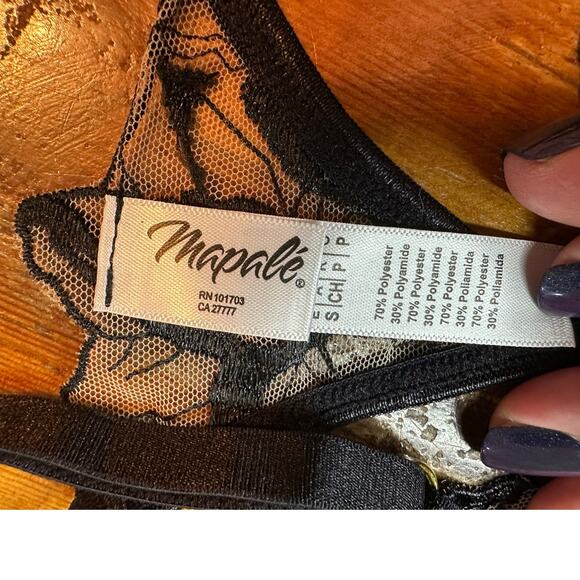 Mapalé®
RN 101703
CA 27777
S|CH|P|P
70% Polyester
30% Polyamide
70% Polyester
30% Polyamide
70% Polyester
30% Poliamida
70% Polyester
30% Poliamida